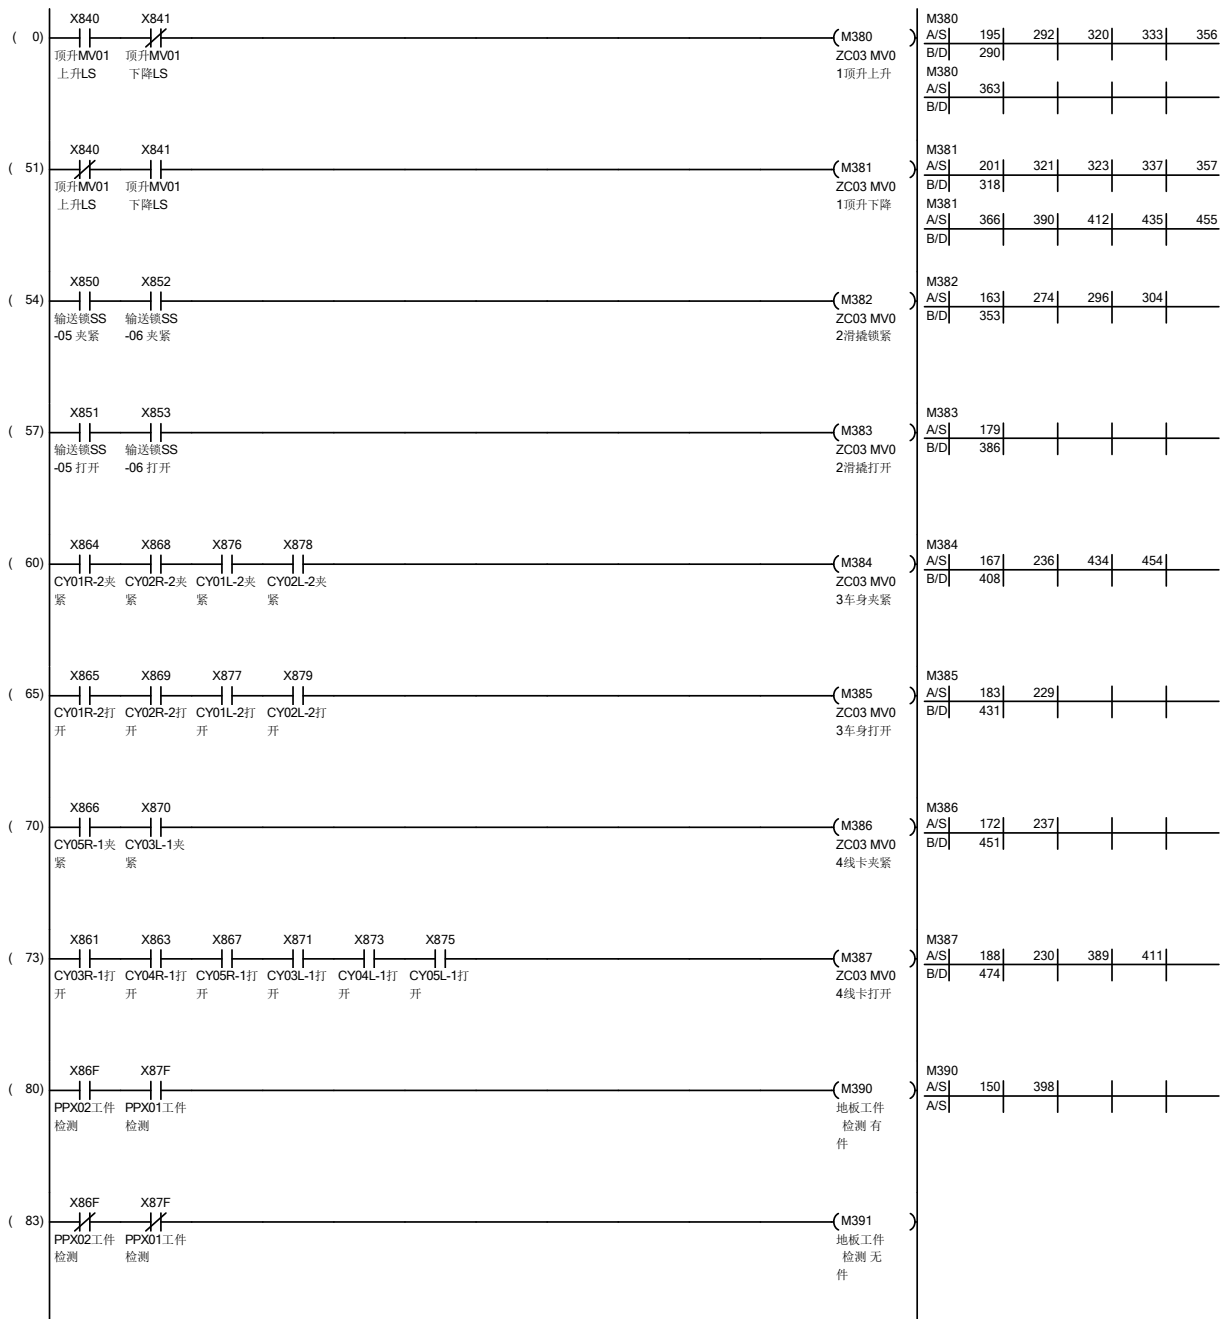 X840 X841 M380
( 0) (M380 ) A/S 195 292 320 333 356
顶升MV01 顶升MV01 ZC03 MV0 B/D 290
上升LS 下降LS 1顶升上升 M380
A/S 363
B/D
X840 X841 M381
( 51) (M381 ) A/S 201 321 323 337 357
顶升MV01 顶升MV01 ZC03 MV0 B/D 318
上升LS 下降LS 1顶升下降 M381
A/S 366 390 412 435 455
B/D
X850 X852 M382
( 54) (M382 ) A/S 163 274 296 304
输送锁SS 输送锁SS ZC03 MV0 B/D 353
-05 夹紧 -06 夹紧 2滑撬锁紧
X851 X853 M383
( 57) (M383 ) A/S 179
输送锁SS 输送锁SS ZC03 MV0 B/D 386
-05 打开 -06 打开 2滑撬打开
X864 X868 X876 X878 M384
( 60) (M384 ) A/S 167 236 434 454
CY01R-2夹 CY02R-2夹 CY01L-2夹 CY02L-2夹 ZC03 MV0 B/D 408
紧 紧 紧 紧 3车身夹紧
X865 X869 X877 X879 M385
( 65) (M385 ) A/S 183 229
CY01R-2打 CY02R-2打 CY01L-2打 CY02L-2打 ZC03 MV0 B/D 431
开 开 开 开 3车身打开
X866 X870 M386
( 70) (M386 ) A/S 172 237
CY05R-1夹 CY03L-1夹 ZC03 MV0 B/D 451
紧 紧 4线卡夹紧
X861 X863 X867 X871 X873 X875 M387
( 73) (M387 ) A/S 188 230 389 411
CY03R-1打 CY04R-1打 CY05R-1打 CY03L-1打 CY04L-1打 CY05L-1打 ZC03 MV0 B/D 474
开 开 开 开 开 开 4线卡打开
X86F X87F M390
( 80) (M390 ) A/S 150 398
PPX02工件 PPX01工件 地板工件 A/S
检测 检测 检测 有
件
X86F X87F
( 83) (M391 )
PPX02工件 PPX01工件 地板工件
检测 检测 检测 无
件